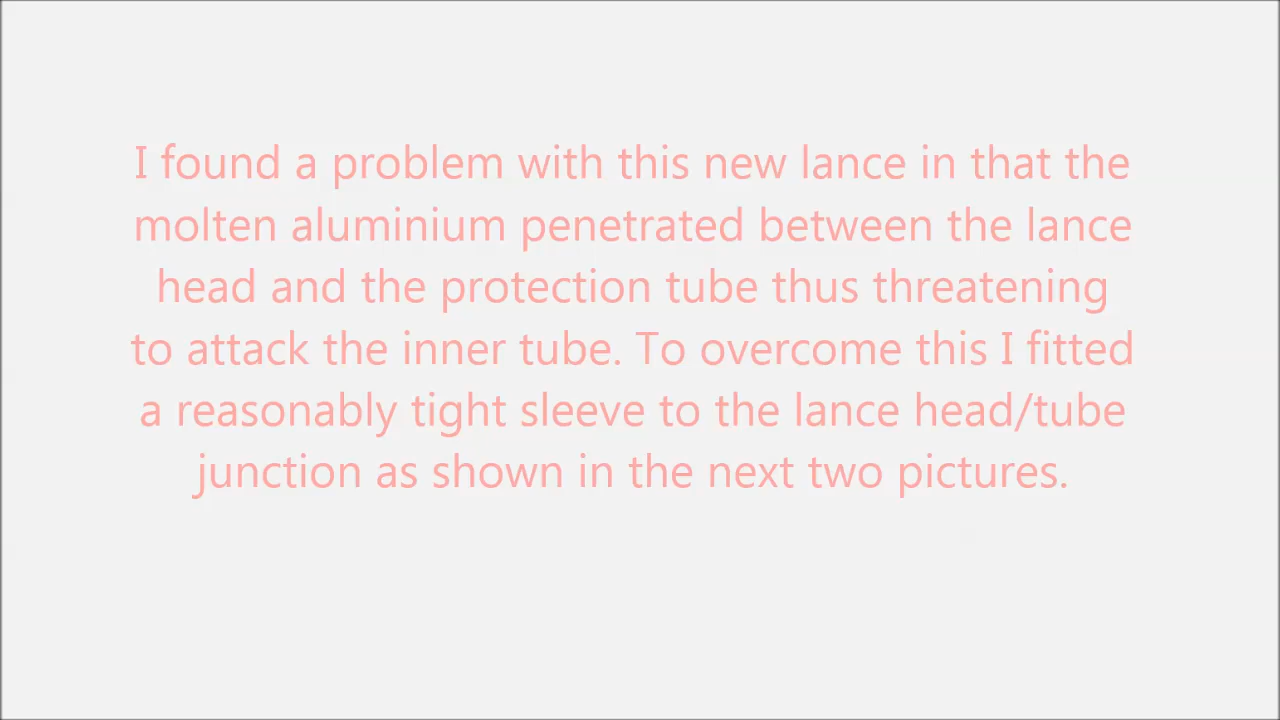 I found a problem with this new lance in that the
molten aluminium penetrated between the lance
head and the protection tube thus threatening
to attack the inner tube. To overcome this I fitted
a reasonably tight sleeve to the lance head/tube
junction as shown in the next two pictures.